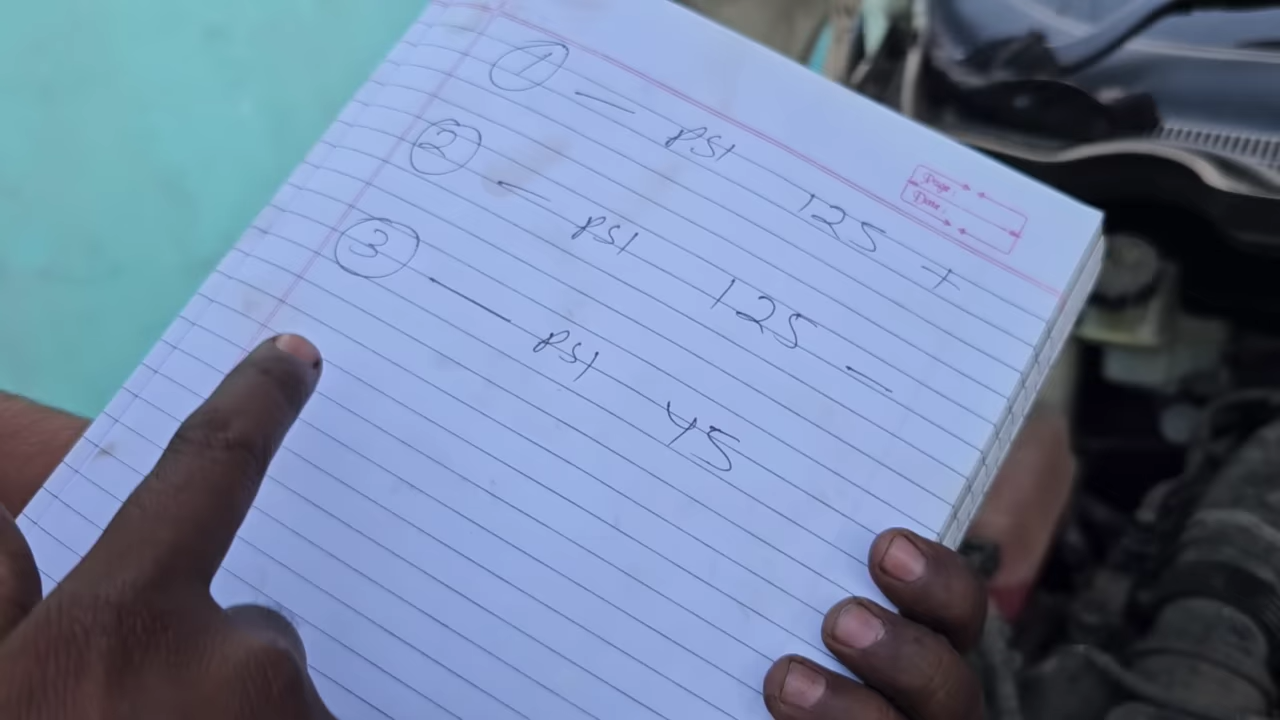 ① — PSI 125 +
② — PSI 125 =
③ — PSI 45
Page:
Date: